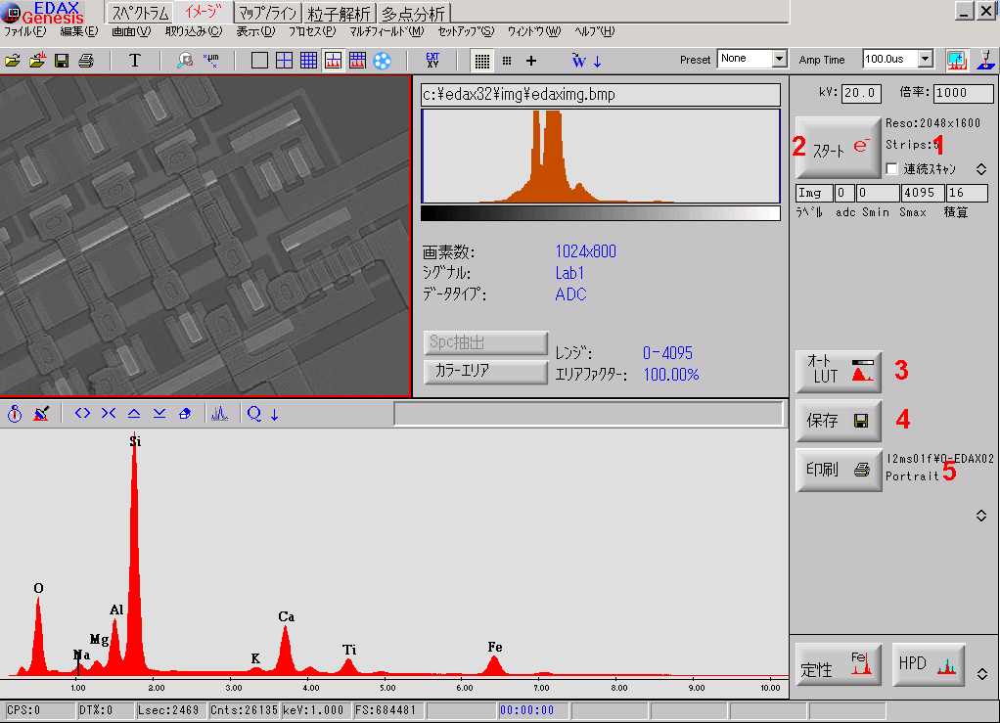 EDAX
Genesis
スペクトラム イメージ マップ/ライン 粒子解析 多点分析
ファイル(F) 編集(E) 画面(V) 取り込み(C) 表示(D) プロセス(P) マルチフィールド(M) セットアップ(S) ウィンドウ(W) ヘルプ(H)
T μm EXT XY W Preset None Amp Time 100.0us
c:¥edax32¥img¥edaximg.bmp
画素数: 1024x800
シグナル: Lab1
データタイプ: ADC
Spc抽出
カラーエリア
レンジ: 0-4095
エリアファクター: 100.00%
kV: 20.0 倍率: 1000
2 スタート e-
Reso:2048x1600
Strips:5 1
連続スキャン
Img 0 0 4095 16
ラベル adc Smin Smax 積算
オート LUT 3
保存 4
印刷
l2ms01f¥Q-EDAX02
Portrait 5
定性 Fe
HPD
Q
Si
O
Al
Mg
Na
Ca
K
Ti
Fe
1.00 2.00 3.00 4.00 5.00 6.00 7.00 8.00 9.00 10.00
CPS:0 DT%:0 Lsec:2469 Cnts:26135 keV:1.000 FS:684481 00:00:00